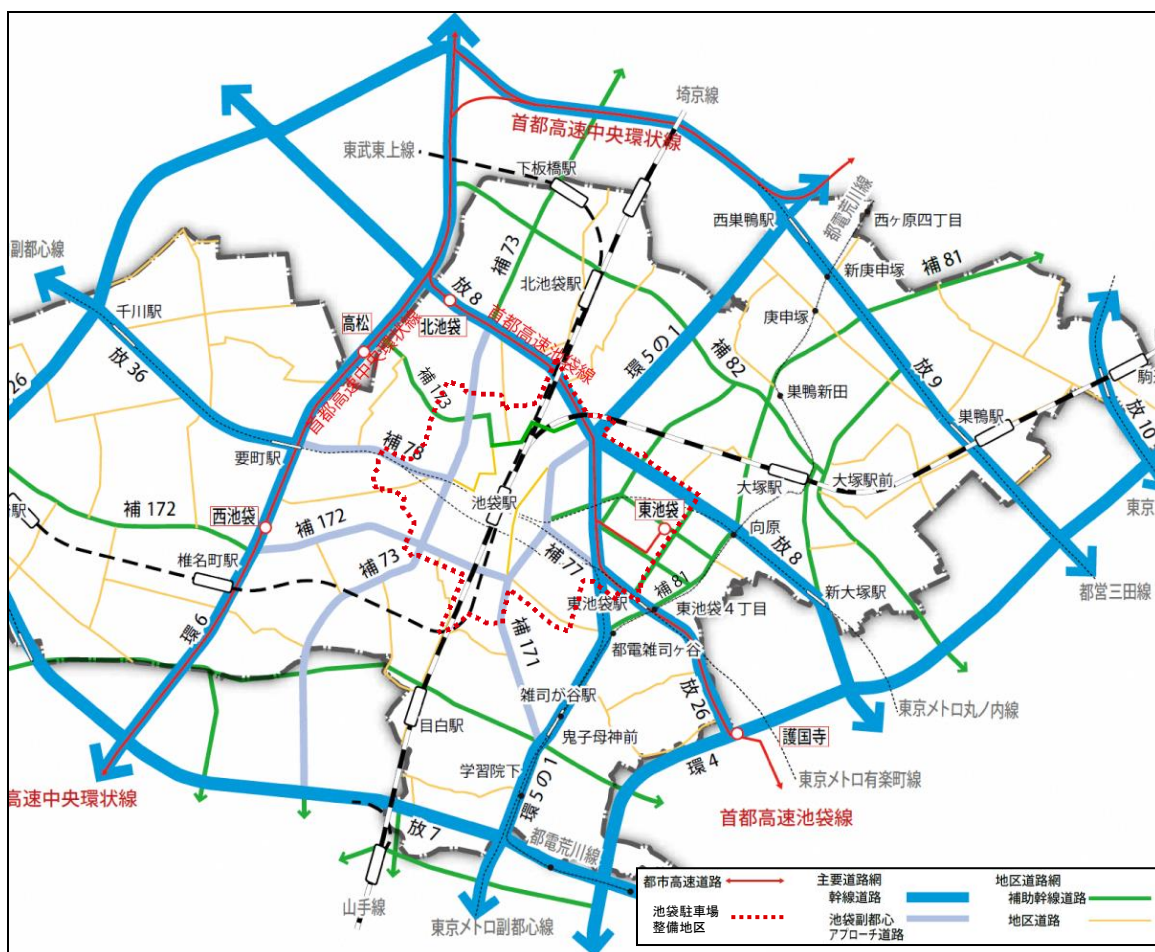 埼京線
首都高速中央環状線
東武東上線
下板橋駅
都電荒川線
西巣鴨駅
西ヶ原四丁目
副都心線
補 73
北池袋駅
新庚申塚
補 81
千川駅
放 8
高松
北池袋
首都高速池袋線
環5の1
庚申塚
放 36
首都高速中央環状線
補 82
放 9
26
補 173
巣鴨新田
巣鴨駅
放 10
要町駅
大塚駅
大塚駅前
池袋駅
東池袋
補 172
西池袋
補 172
向原
放 8
椎名町駅
補 73
補 77
補 81
東池袋駅
東池袋4丁目
新大塚駅
都営三田線
環 6
補 171
都電雑司ヶ谷
雑司が谷駅
放 26
東京メトロ丸ノ内線
目白駅
鬼子母神前
護国寺
環 4
学習院下
東京メトロ有楽町線
高速中央環状線
環5の1
首都高速池袋線
放 7
都電荒川線
山手線
東京メトロ副都心線
都市高速道路
主要道路網
幹線道路
地区道路網
補助幹線道路
池袋駐車場
整備地区
池袋副都心
アプローチ道路
地区道路